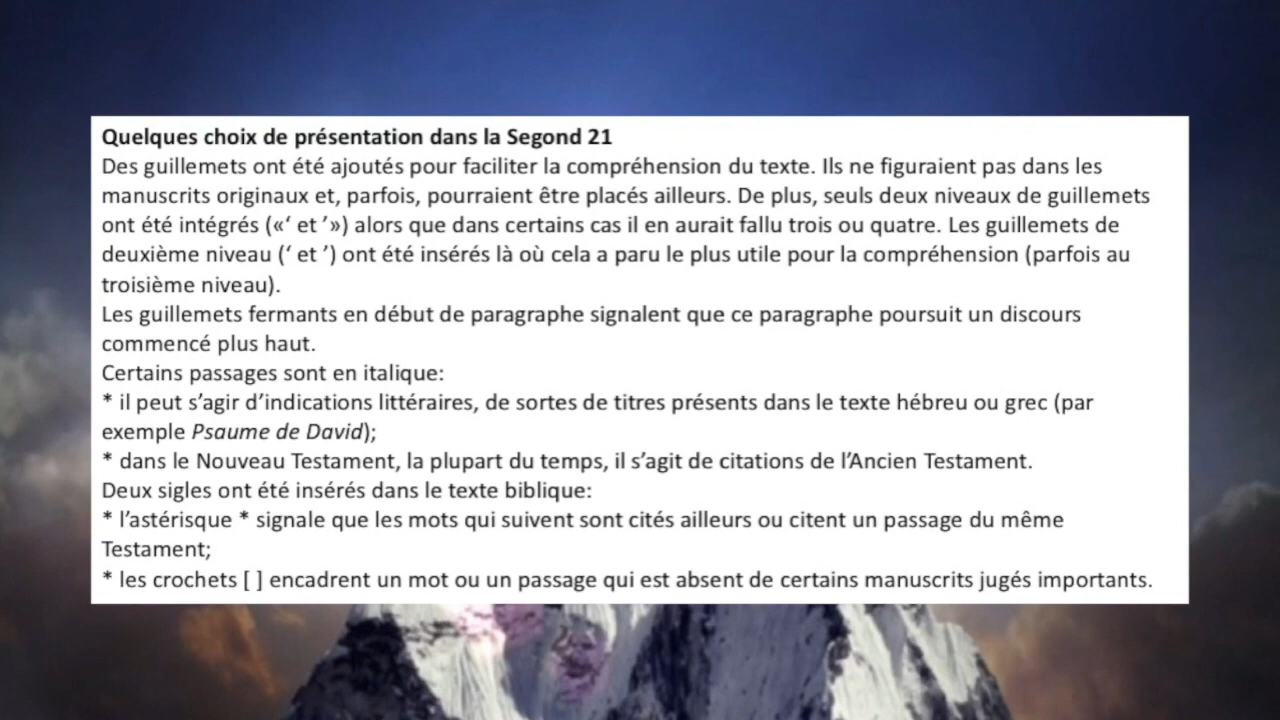 Quelques choix de présentation dans la Segond 21
Des guillemets ont été ajoutés pour faciliter la compréhension du texte. Ils ne figuraient pas dans les
manuscrits originaux et, parfois, pourraient être placés ailleurs. De plus, seuls deux niveaux de guillemets
ont été intégrés («‘ et ’») alors que dans certains cas il en aurait fallu trois ou quatre. Les guillemets de
deuxième niveau (‘ et ’) ont été insérés là où cela a paru le plus utile pour la compréhension (parfois au
troisième niveau).
Les guillemets fermants en début de paragraphe signalent que ce paragraphe poursuit un discours
commencé plus haut.
Certains passages sont en italique:
* il peut s’agir d’indications littéraires, de sortes de titres présents dans le texte hébreu ou grec (par
exemple Psaume de David);
* dans le Nouveau Testament, la plupart du temps, il s’agit de citations de l’Ancien Testament.
Deux sigles ont été insérés dans le texte biblique:
* l’astérisque * signale que les mots qui suivent sont cités ailleurs ou citent un passage du même
Testament;
* les crochets [ ] encadrent un mot ou un passage qui est absent de certains manuscrits jugés importants.